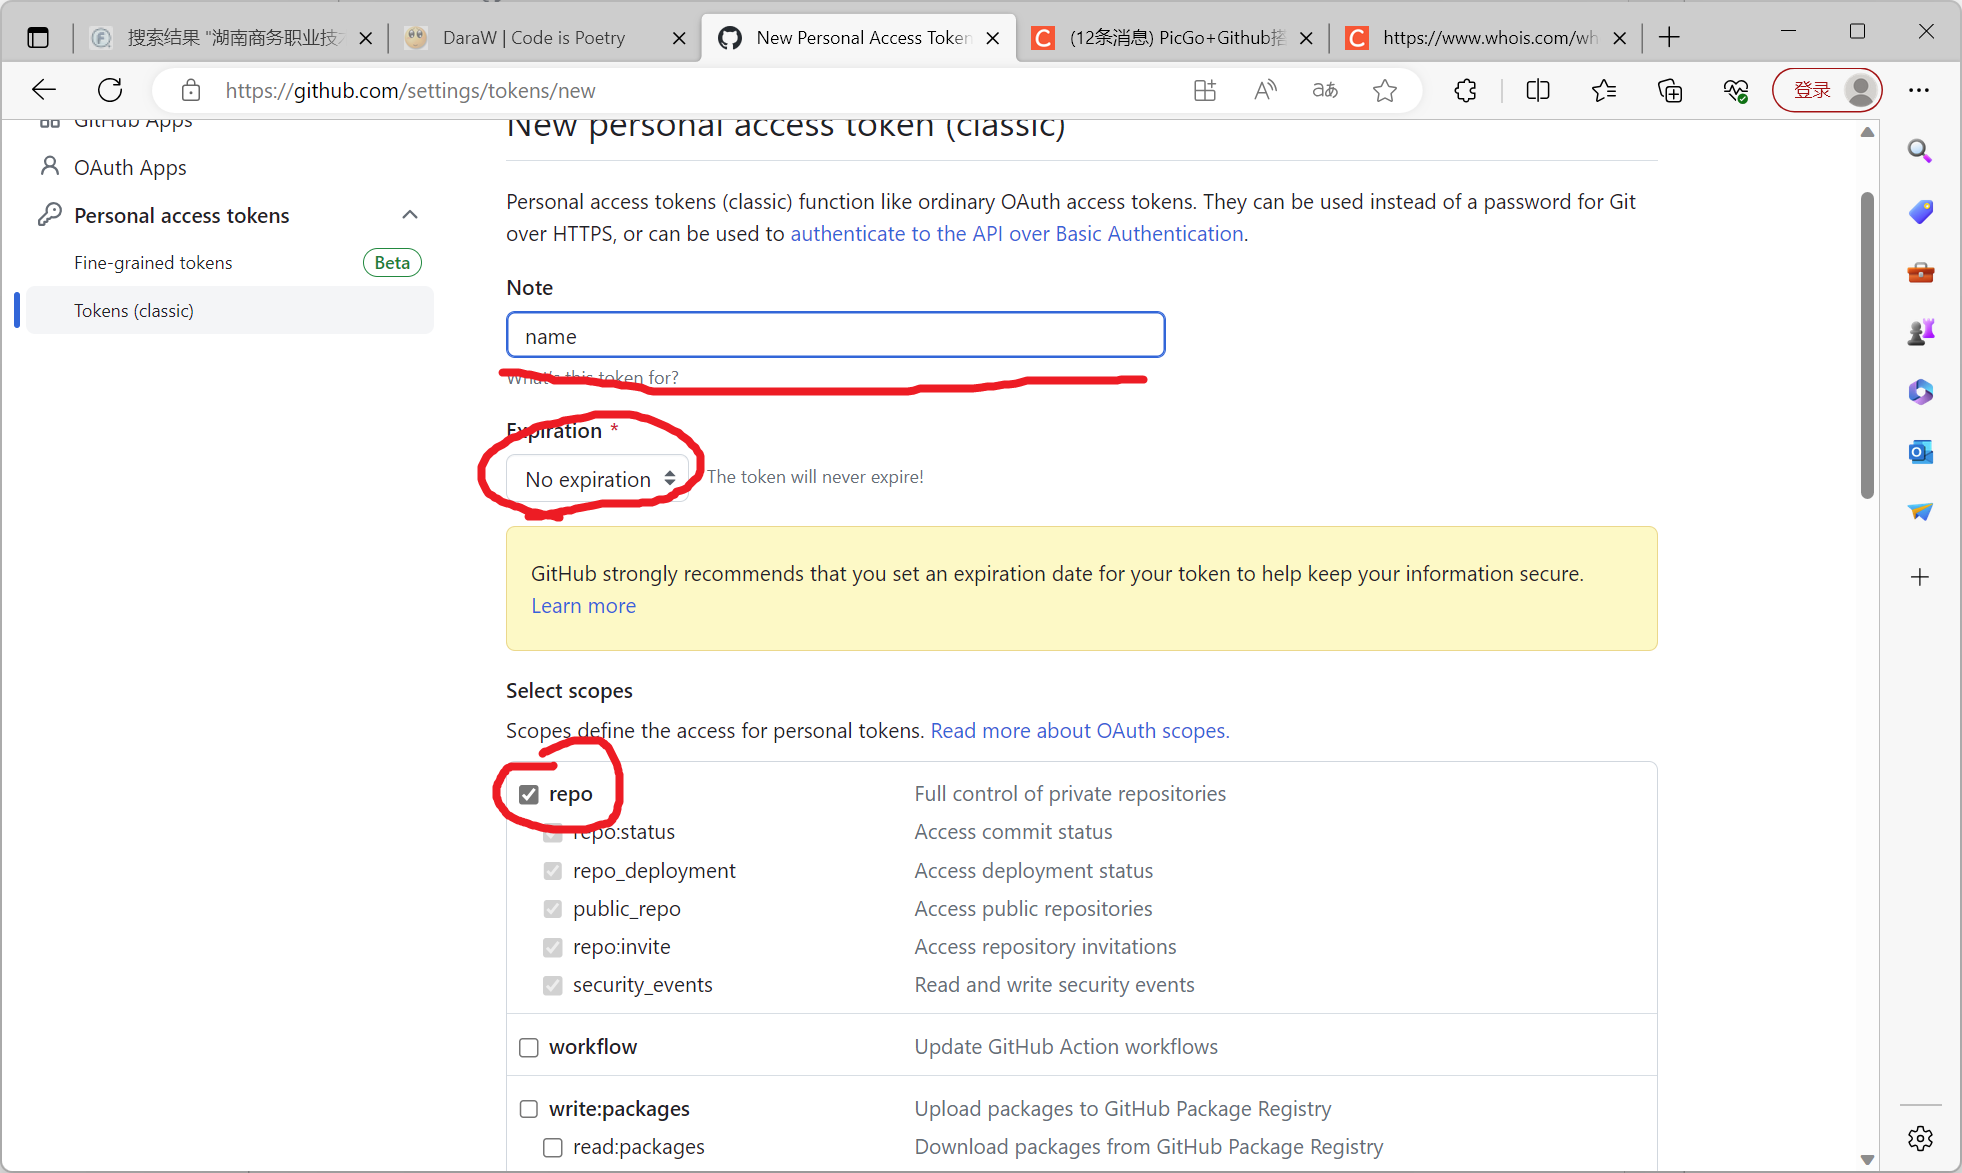 搜索结果 "湖南商务职业技
DaraW | Code is Poetry
New Personal Access Token
(12条消息) PicGo+Github搭
https://www.whois.com/wh
https://github.com/settings/tokens/new
登录
GitHub Apps
OAuth Apps
Personal access tokens
Fine-grained tokens
Beta
Tokens (classic)
New personal access token (classic)
Personal access tokens (classic) function like ordinary OAuth access tokens. They can be used instead of a password for Git
over HTTPS, or can be used to authenticate to the API over Basic Authentication.
Note
name
What's this token for?
Expiration *
No expiration
The token will never expire!
GitHub strongly recommends that you set an expiration date for your token to help keep your information secure.
Learn more
Select scopes
Scopes define the access for personal tokens. Read more about OAuth scopes.
repo Full control of private repositories
repo:status Access commit status
repo_deployment Access deployment status
public_repo Access public repositories
repo:invite Access repository invitations
security_events Read and write security events
workflow Update GitHub Action workflows
write:packages Upload packages to GitHub Package Registry
read:packages Download packages from GitHub Package Registry